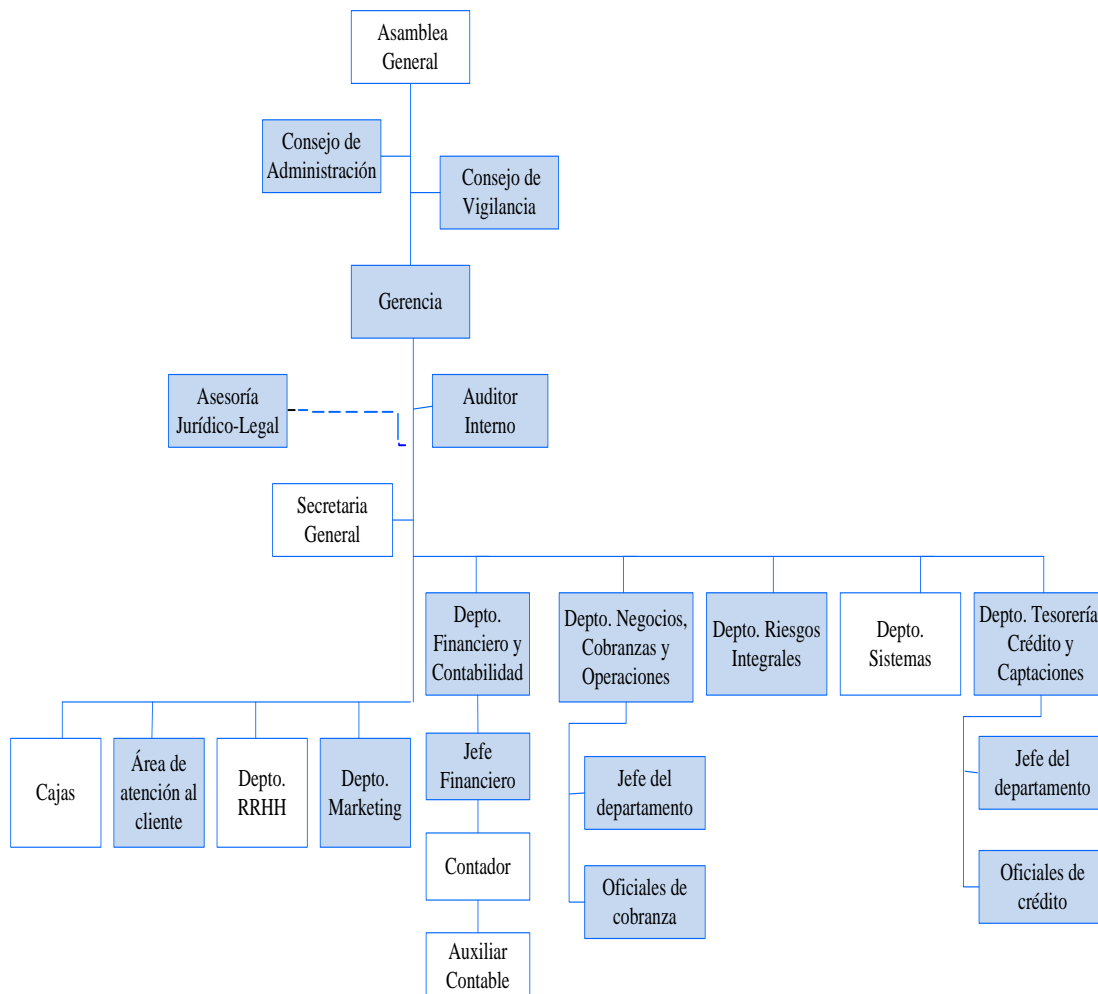 Asamblea
General
Consejo de
Administración
Consejo de
Vigilancia
Gerencia
Asesoría
Jurídico-Legal
Auditor
Interno
Secretaria
General
Depto.
Financiero y
Contabilidad
Depto. Negocios,
Cobranzas y
Operaciones
Depto. Riesgos
Integrales
Depto.
Sistemas
Depto. Tesorería
Crédito y
Captaciones
Cajas
Área de
atención al
cliente
Depto.
RRHH
Depto.
Marketing
Jefe
Financiero
Jefe del
departamento
Jefe del
departamento
Contador
Oficiales de
cobranza
Oficiales de
crédito
Auxiliar
Contable